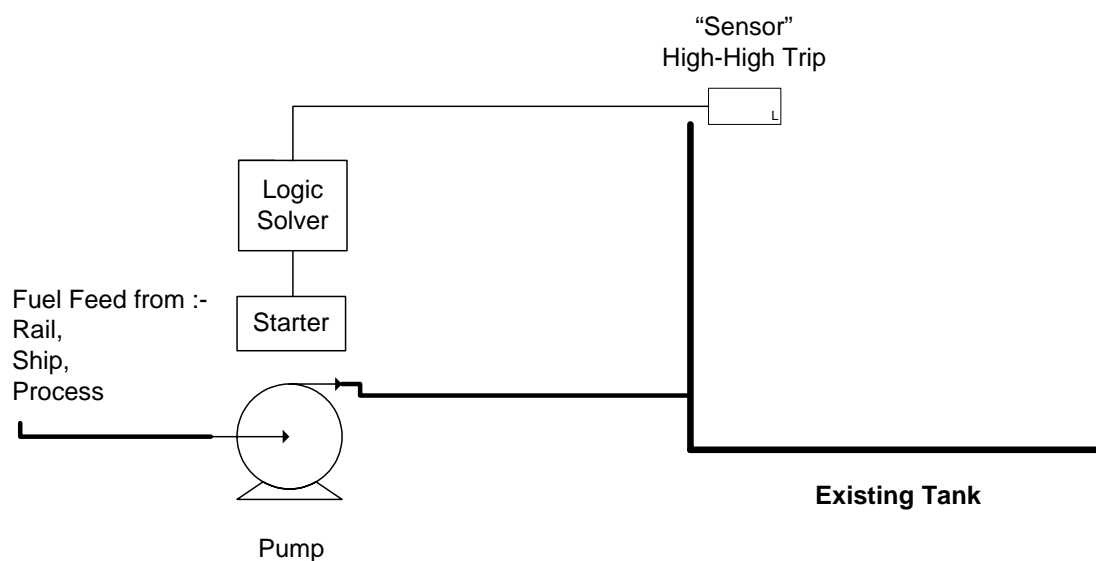 “Sensor”
High-High Trip
L
Logic
Solver
Fuel Feed from :-
Rail,
Ship,
Process
Starter
Existing Tank
Pump